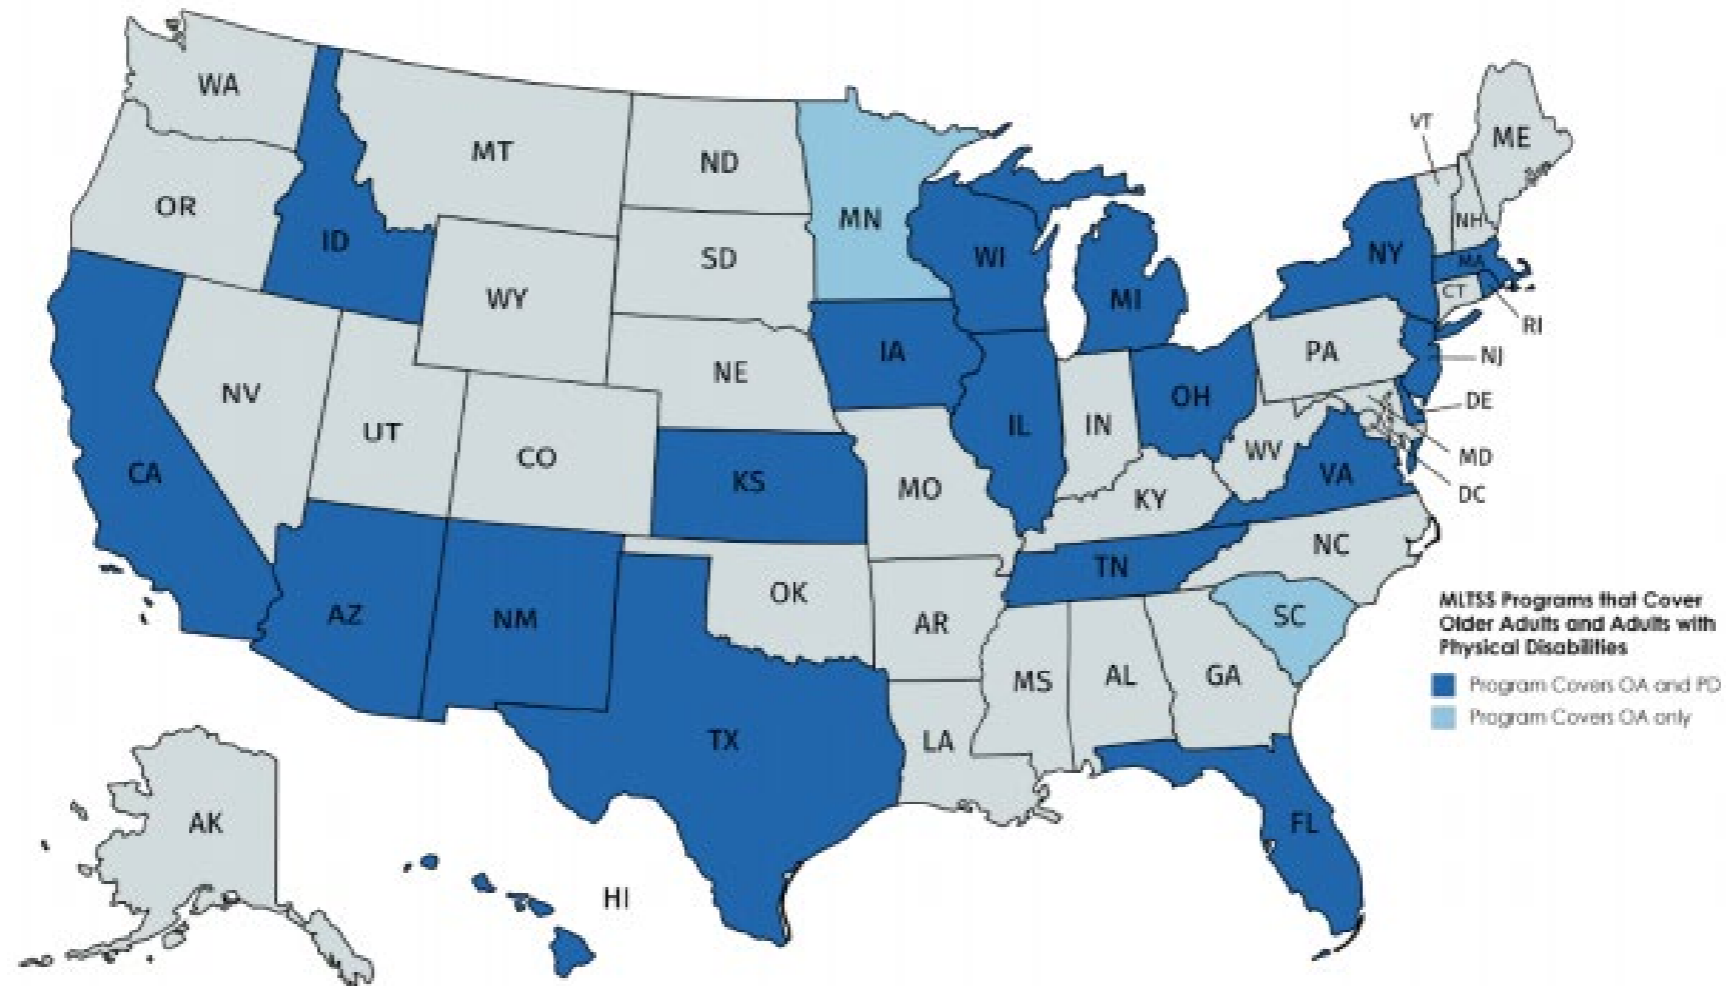 WA
MT
ND
MN
VT
ME
OR
ID
SD
WI
MI
NY
NH
MA
CT
RI
WY
IA
NE
PA
NJ
NV
UT
CO
IL
IN
OH
DE
MD
DC
WV
VA
CA
KS
MO
KY
NC
TN
AZ
NM
OK
AR
SC
MS
AL
GA
TX
LA
FL
AK
HI
MLTSS Programs that Cover
Older Adults and Adults with
Physical Disabilities
Program Covers OA and PD
Program Covers OA only